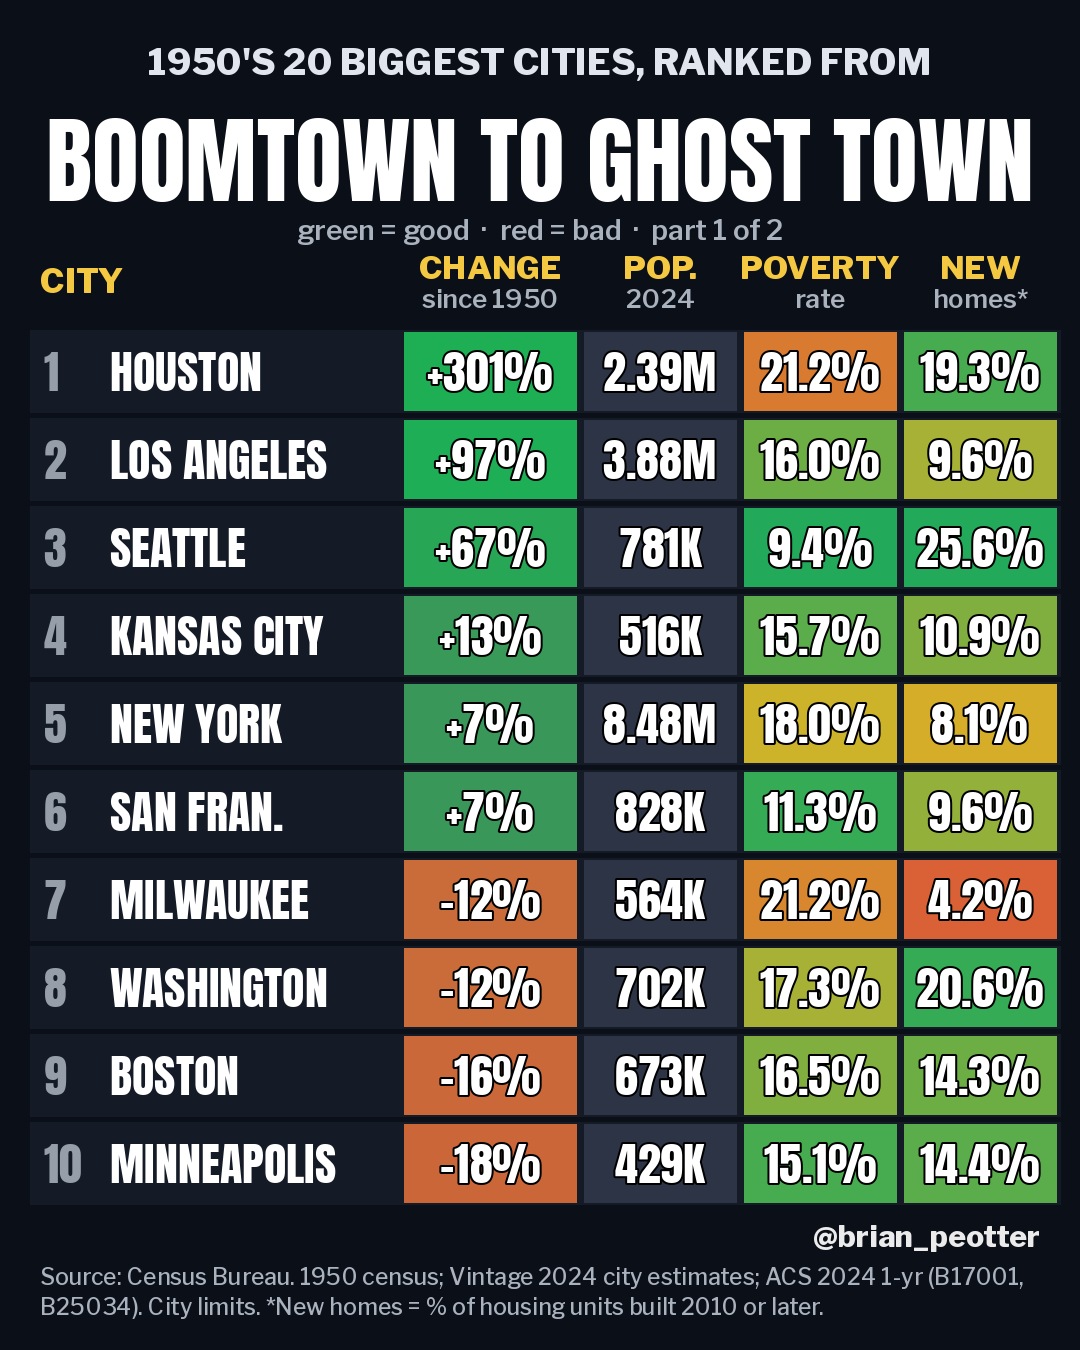 1950'S 20 BIGGEST CITIES, RANKED FROM
BOOMTOWN TO GHOST TOWN
green = good · red = bad · part 1 of 2
CITY CHANGE since 1950 POP. 2024 POVERTY rate NEW homes*
1 HOUSTON +301% 2.39M 21.2% 19.3%
2 LOS ANGELES +97% 3.88M 16.0% 9.6%
3 SEATTLE +67% 781K 9.4% 25.6%
4 KANSAS CITY +13% 516K 15.7% 10.9%
5 NEW YORK +7% 8.48M 18.0% 8.1%
6 SAN FRAN. +7% 828K 11.3% 9.6%
7 MILWAUKEE -12% 564K 21.2% 4.2%
8 WASHINGTON -12% 702K 17.3% 20.6%
9 BOSTON -16% 673K 16.5% 14.3%
10 MINNEAPOLIS -18% 429K 15.1% 14.4%
@brian_peotter
Source: Census Bureau. 1950 census; Vintage 2024 city estimates; ACS 2024 1-yr (B17001,
B25034). City limits. *New homes = % of housing units built 2010 or later.